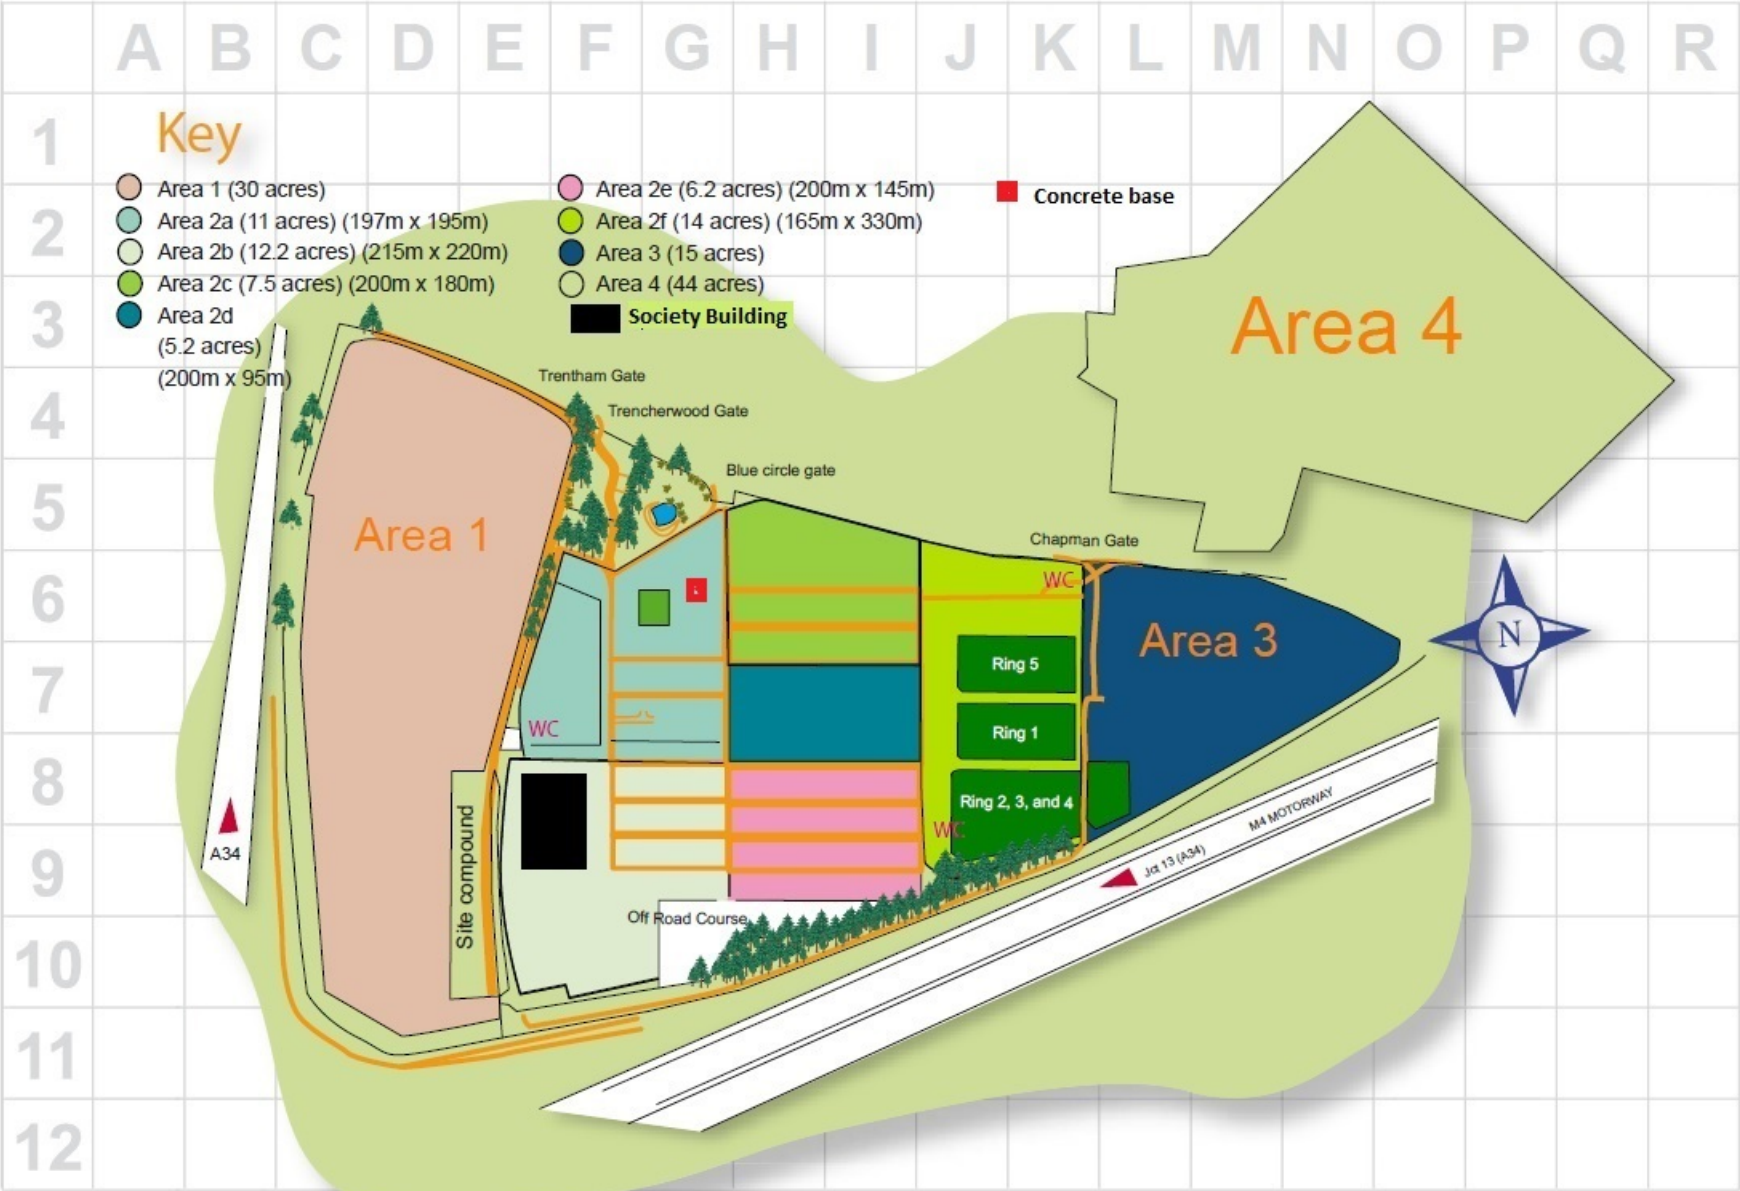 A B C D E F G H I J K L M N O P Q R
1
2
3
4
5
6
7
8
9
10
11
12
Key
Area 1 (30 acres)
Area 2a (11 acres) (197m x 195m)
Area 2b (12.2 acres) (215m x 220m)
Area 2c (7.5 acres) (200m x 180m)
Area 2d
(5.2 acres)
(200m x 95m)
Area 2e (6.2 acres) (200m x 145m)
Area 2f (14 acres) (165m x 330m)
Area 3 (15 acres)
Area 4 (44 acres)
Society Building
Concrete base
Area 4
Trentham Gate
Trencherwood Gate
Blue circle gate
Chapman Gate
Area 1
WC
Area 3
N
Ring 5
Ring 1
WC
Ring 2, 3, and 4
WC
Site compound
A34
M4 MOTORWAY
Jct 13 (A34)
Off Road Course